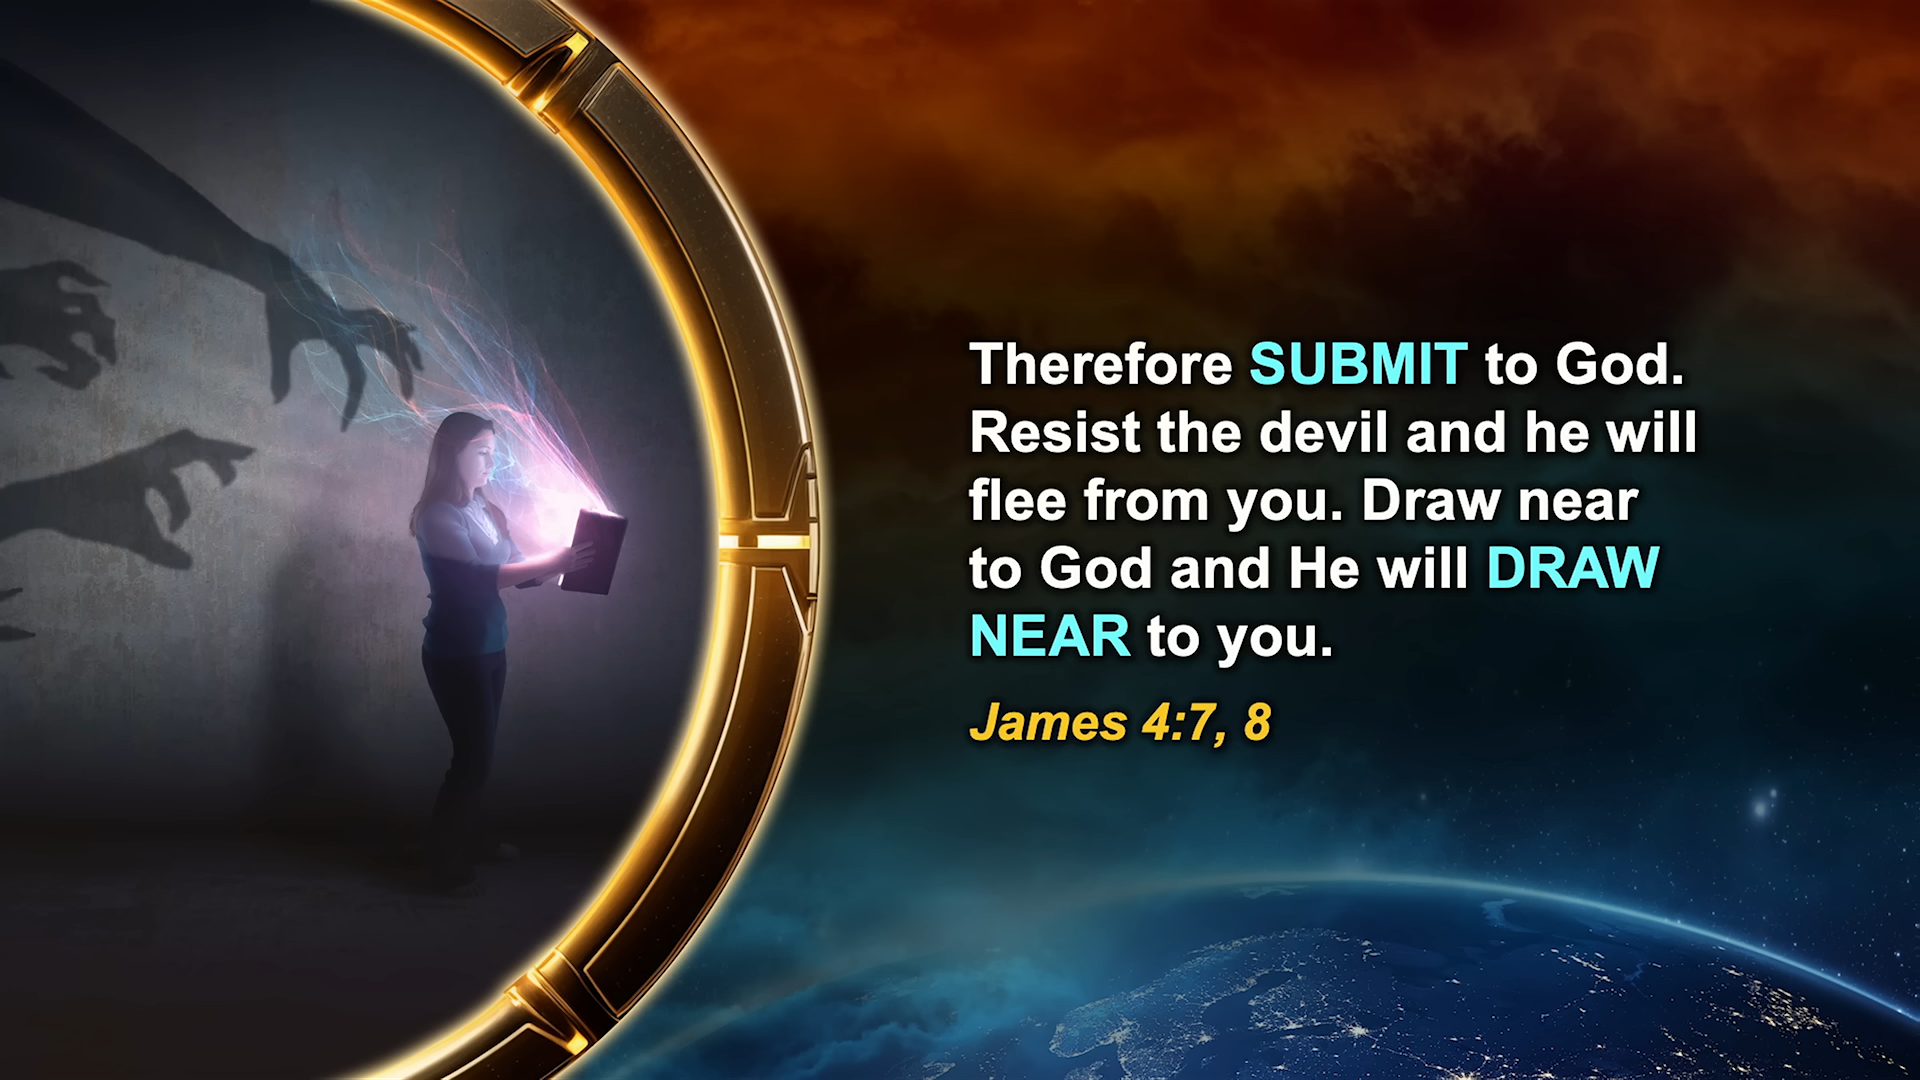 Therefore SUBMIT to God.
Resist the devil and he will
flee from you. Draw near
to God and He will DRAW
NEAR to you.
James 4:7, 8